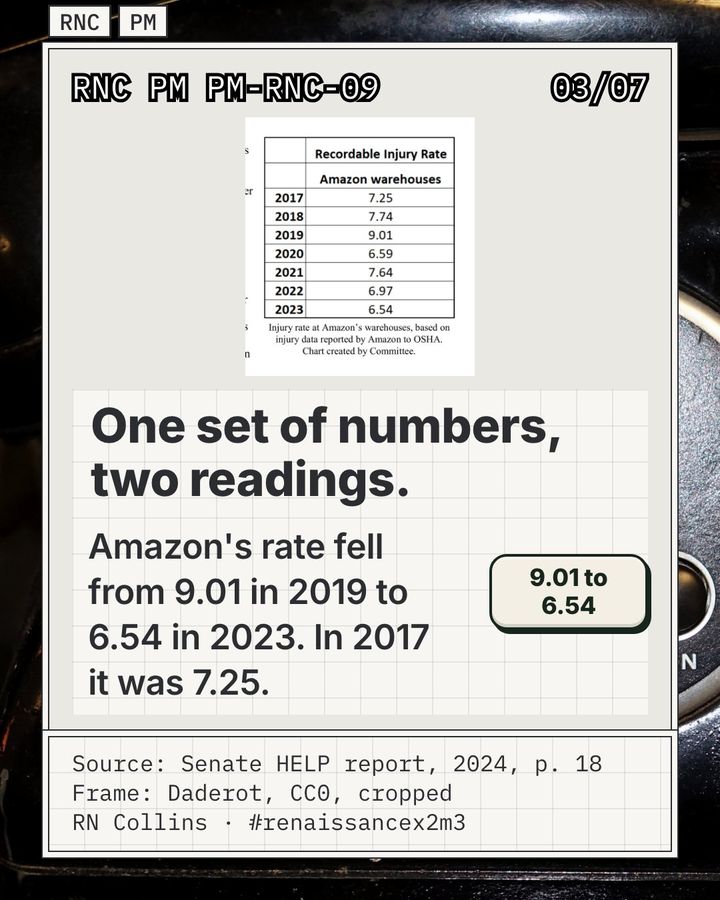 RNC PM
RNC PM PM-RNC-09 03/07
s
er
s
n
Recordable Injury Rate
Amazon warehouses
2017 7.25
2018 7.74
2019 9.01
2020 6.59
2021 7.64
2022 6.97
2023 6.54
Injury rate at Amazon's warehouses, based on
injury data reported by Amazon to OSHA.
Chart created by Committee.
One set of numbers,
two readings.
Amazon's rate fell
from 9.01 in 2019 to
6.54 in 2023. In 2017
it was 7.25.
9.01 to
6.54
N
Source: Senate HELP report, 2024, p. 18
Frame: Daderot, CC0, cropped
RN Collins · #renaissancex2m3